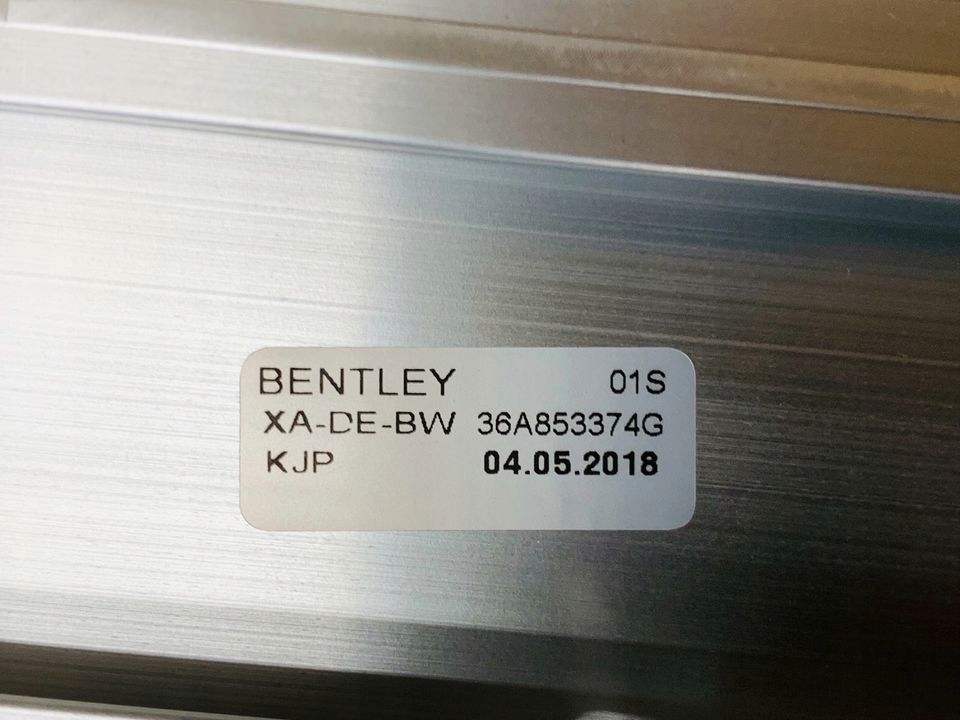 BENTLEY 01S
XA-DE-BW 36A853374G
KJP 04.05.2018